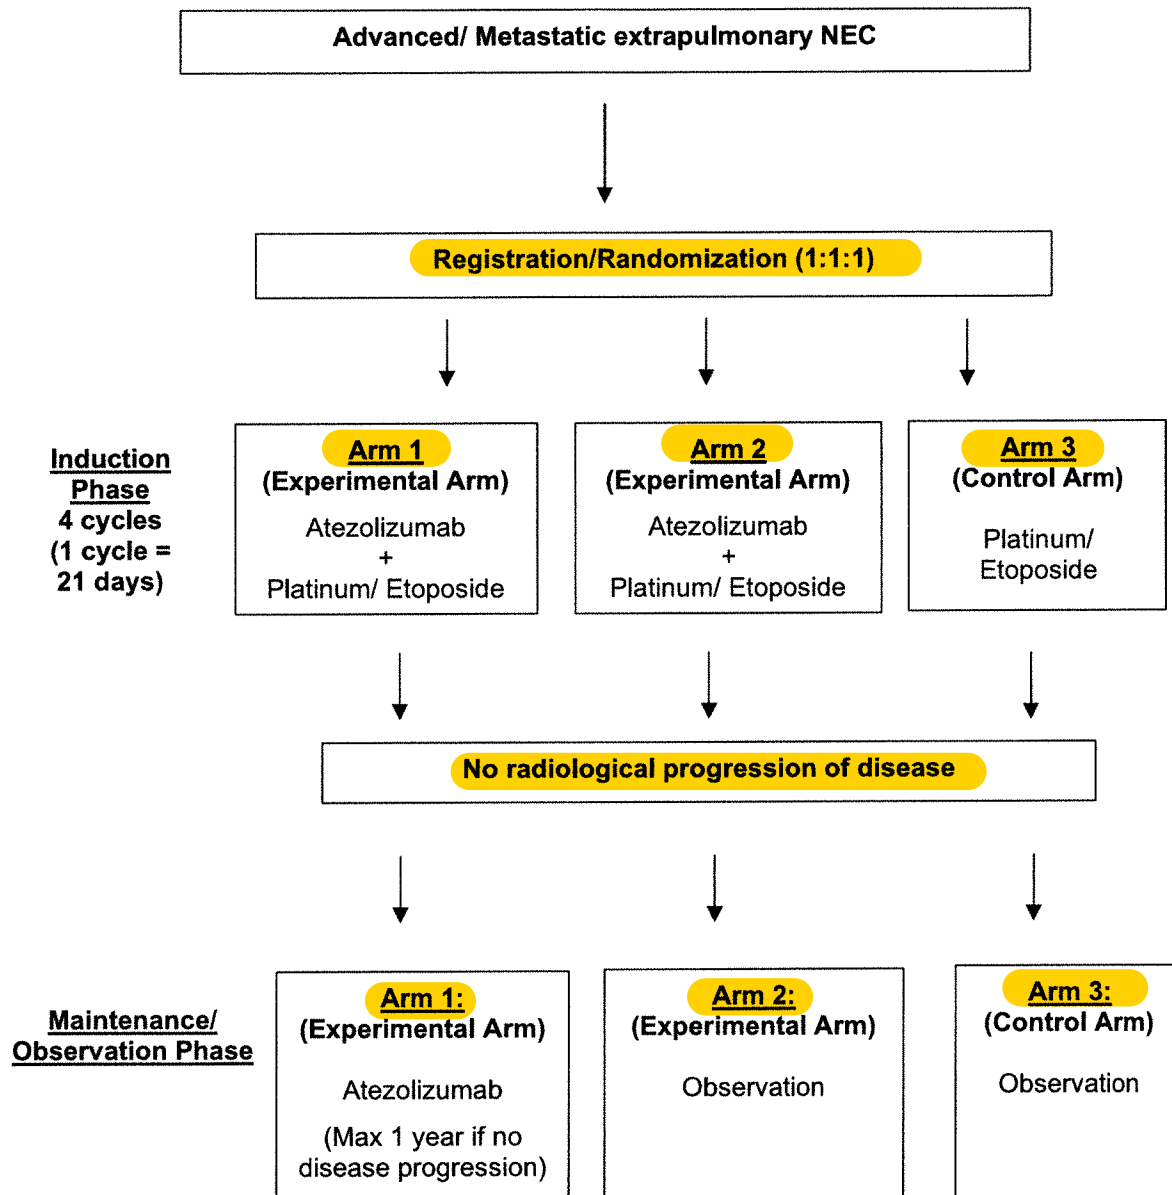 Advanced/ Metastatic extrapulmonary NEC
Registration/Randomization (1:1:1)
Induction
Phase
4 cycles
(1 cycle =
21 days)
Arm 1
(Experimental Arm)
Atezolizumab
+
Platinum/ Etoposide
Arm 2
(Experimental Arm)
Atezolizumab
+
Platinum/ Etoposide
Arm 3
(Control Arm)
Platinum/
Etoposide
No radiological progression of disease
Maintenance/
Observation Phase
Arm 1:
(Experimental Arm)
Atezolizumab
(Max 1 year if no
disease progression)
Arm 2:
(Experimental Arm)
Observation
Arm 3:
(Control Arm)
Observation